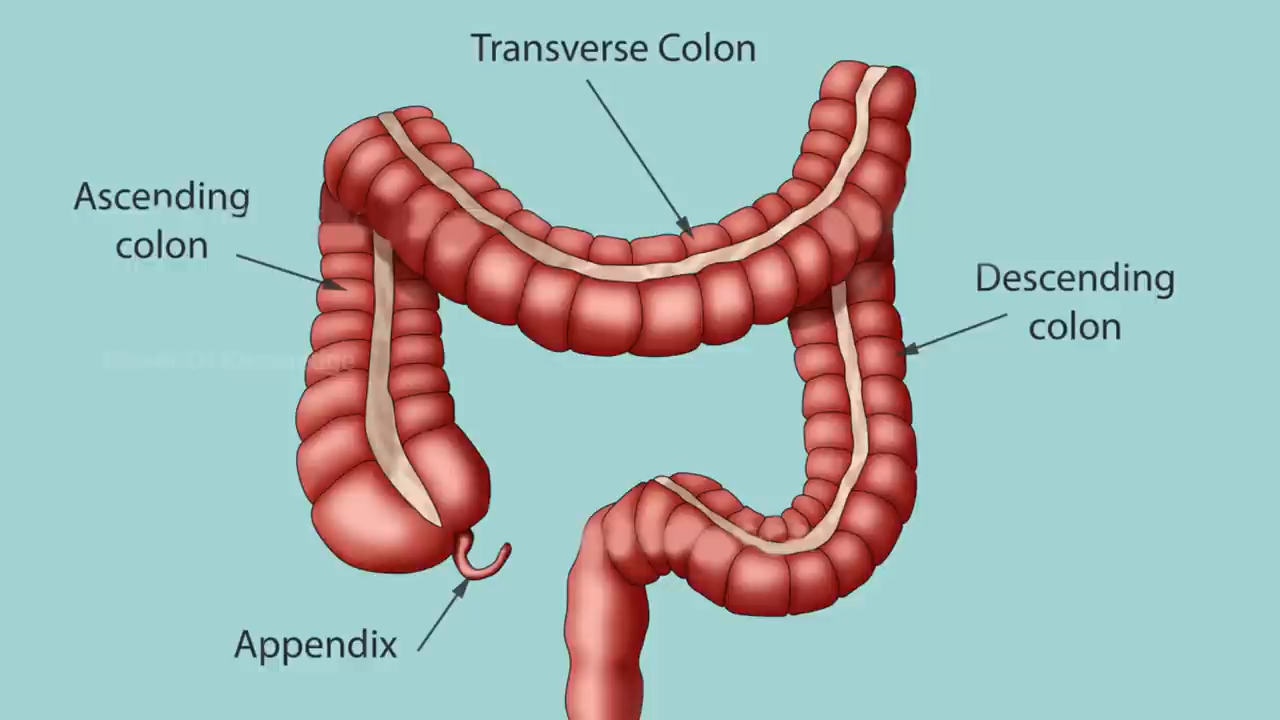 Transverse Colon
Ascending
colon
Descending
colon
Appendix